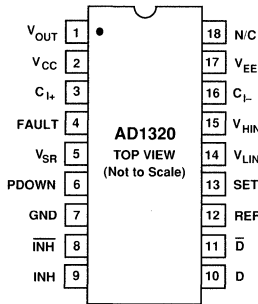 V_OUT 1 18 N/C
V_CC 2 17 V_EE
C_I+ 3 16 C_I–
FAULT 4 15 V_HIN
AD1320
V_SR 5 TOP VIEW 14 V_LIN
(Not to Scale)
PDOWN 6 13 SET
GND 7 12 REF
I̅N̅H̅ 8 11 D̅
INH 9 10 D